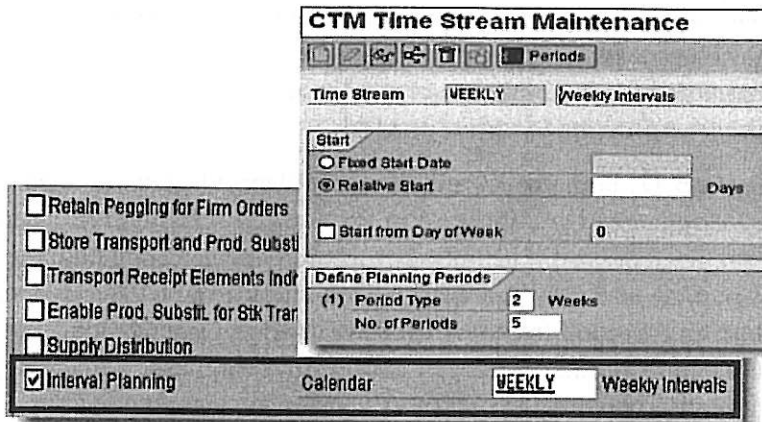 CTM Time Stream Maintenance
Periods
Time Stream WEEKLY Weekly Intervals
Start
Fixed Start Date
Relative Start Days
Start from Day of Week 0
Define Planning Periods
(1) Period Type 2 Weeks
No. of Periods 5
Retain Pegging for Firm Orders
Store Transport and Prod. Substi
Transport Receipt Elements Indi
Enable Prod. Substit. for Stk Tran
Supply Distribution
Interval Planning Calendar WEEKLY Weekly Intervals